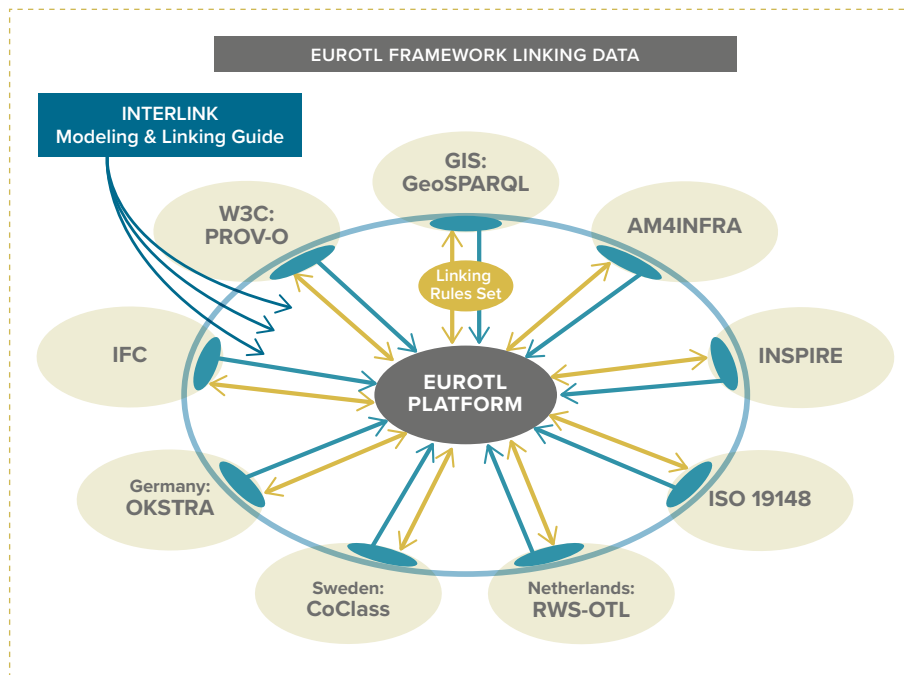 EUROTL FRAMEWORK LINKING DATA
INTERLINK
Modeling & Linking Guide
GIS:
GeoSPARQL
W3C:
PROV-O
AM4INFRA
Linking
Rules Set
IFC
INSPIRE
EUROTL
PLATFORM
Germany:
OKSTRA
ISO 19148
Sweden:
CoClass
Netherlands:
RWS-OTL